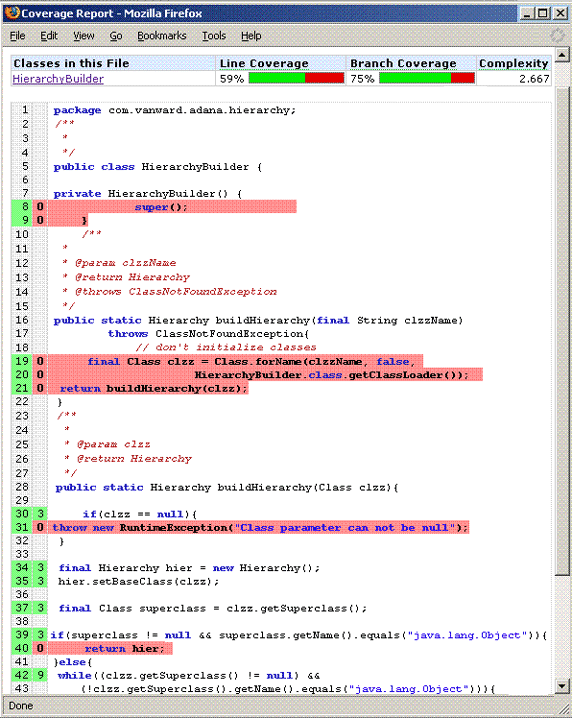 Coverage Report - Mozilla Firefox
File Edit View Go Bookmarks Tools Help
Classes in this File Line Coverage Branch Coverage Complexity
HierarchyBuilder 59% 75% 2.667
1 package com.vanward.adana.hierarchy;
2 /**
3 *
4 */
5 public class HierarchyBuilder {
6
7 private HierarchyBuilder() {
8 0 super();
9 0 }
10 /**
11 *
12 * @param clzzName
13 * @return Hierarchy
14 * @throws ClassNotFoundException
15 */
16 public static Hierarchy buildHierarchy(final String clzzName)
17 throws ClassNotFoundException{
18 // don't initialize classes
19 0 final Class clzz = Class.forName(clzzName, false,
20 0 HierarchyBuilder.class.getClassLoader());
21 0 return buildHierarchy(clzz);
22 }
23 /**
24 *
25 * @param clzz
26 * @return Hierarchy
27 */
28 public static Hierarchy buildHierarchy(Class clzz){
29
30 3 if(clzz == null){
31 0 throw new RuntimeException("Class parameter can not be null");
32 }
33
34 3 final Hierarchy hier = new Hierarchy();
35 3 hier.setBaseClass(clzz);
36
37 3 final Class superclass = clzz.getSuperclass();
38
39 3 if(superclass != null && superclass.getName().equals("java.lang.Object")){
40 0 return hier;
41 }else{
42 9 while((clzz.getSuperclass() != null) &&
43 (!clzz.getSuperclass().getName().equals("java.lang.Object"))){
Done